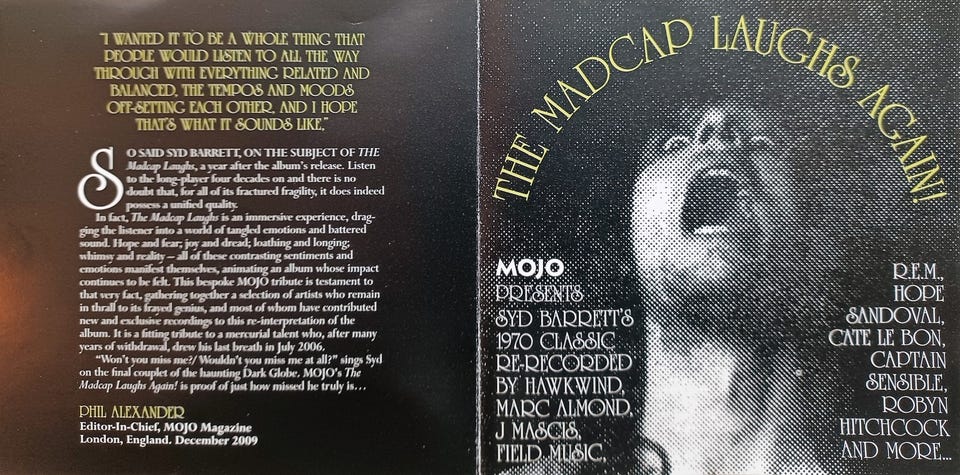 "I WANTED IT TO BE A WHOLE THING THAT
PEOPLE WOULD LISTEN TO ALL THE WAY
THROUGH WITH EVERYTHING RELATED AND
BALANCED, THE TEMPOS AND MOODS
OFF-SETTING EACH OTHER, AND I HOPE
THAT'S WHAT IT SOUNDS LIKE,"
SO SAID SYD BARRETT, ON THE SUBJECT OF THE
Madcap Laughs, a year after the album's release. Listen
to the long-player four decades on and there is no
doubt that, for all of its fractured fragility, it does indeed
possess a unified quality.
In fact, The Madcap Laughs is an immersive experience, drag-
ging the listener into a world of tangled emotions and battered
sound. Hope and fear; joy and dread; loathing and longing;
whimsy and reality – all of these contrasting sentiments and
emotions manifest themselves, animating an album whose impact
continues to be felt. This bespoke MOJO tribute is testament to
that very fact, gathering together a selection of artists who remain
in thrall to its frayed genius, and most of whom have contributed
new and exclusive recordings to this re-interpretation of the
album. It is a fitting tribute to a mercurial talent who, after many
years of withdrawal, drew his last breath in July 2006.
"Won't you miss me?/ Wouldn't you miss me at all?" sings Syd
on the final couplet of the haunting Dark Globe. MOJO's The
Madcap Laughs Again! is proof of just how missed he truly is...
PHIL ALEXANDER
Editor-In-Chief, MOJO Magazine
London, England. December 2009
THE MADCAP LAUGHS AGAIN!
MOJO
PRESENTS
SYD BARRETT'S
1970 CLASSIC
RE-RECORDED
BY HAWKWIND,
MARC ALMOND,
J MASCIS,
FIELD MUSIC,
R.E.M.,
HOPE
SANDOVAL,
CATE LE BON,
CAPTAIN
SENSIBLE,
ROBYN
HITCHCOCK
AND MORE...